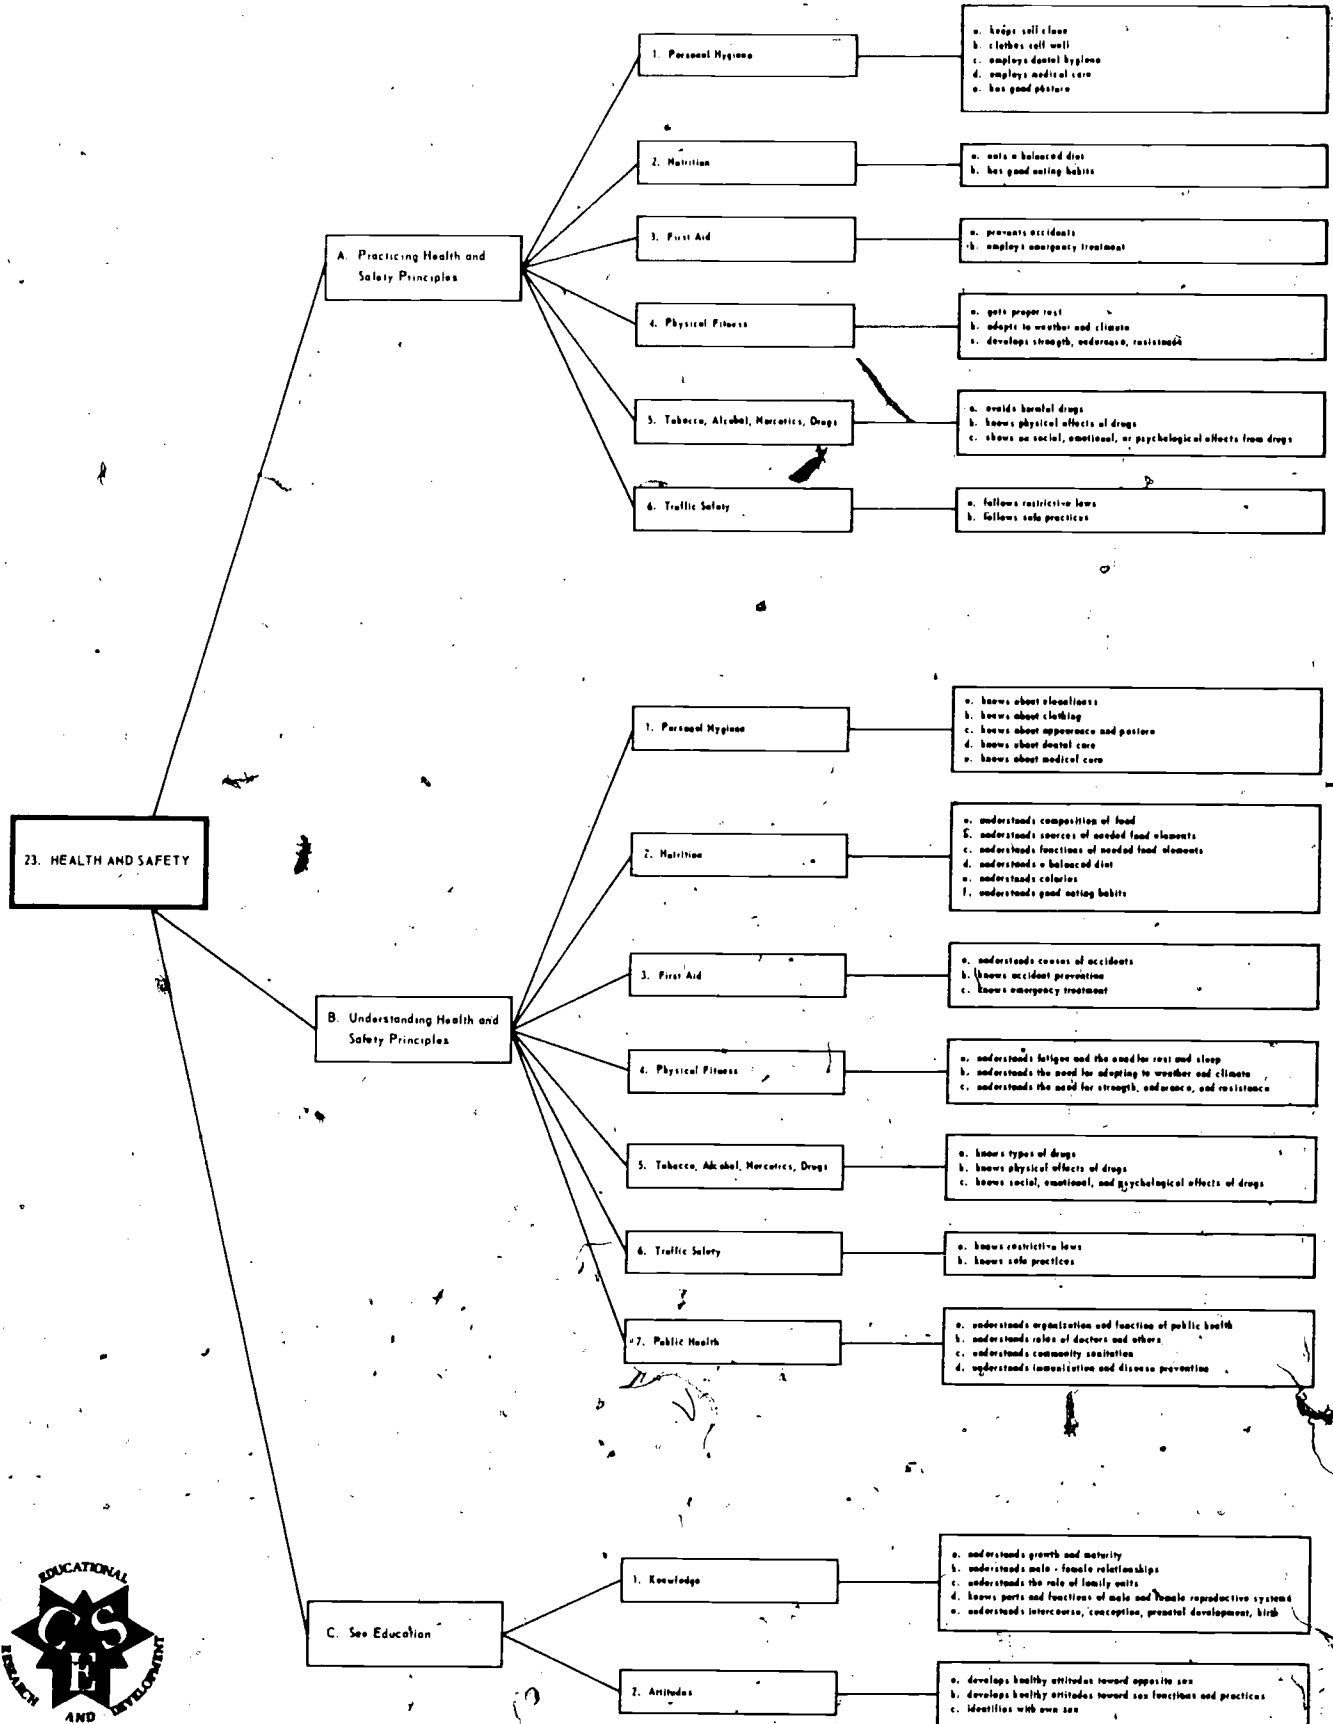 1. Personal Hygiene
a. keeps self clean
b. clothes self well
c. employs dental hygiene
d. employs medical care
e. has good posture
2. Nutrition
a. eats a balanced diet
b. has good eating habits
3. First Aid
a. prevents accidents
b. employs emergency treatment
A. Practicing Health and
Safety Principles
4. Physical Fitness
a. gets proper rest
b. adapts to weather and climate
c. develops strength, endurance, resistance
5. Tobacco, Alcohol, Narcotics, Drugs
a. avoids harmful drugs
b. knows physical effects of drugs
c. shows no social, emotional, or psychological effects from drugs
6. Traffic Safety
a. follows restrictive laws
b. follows safe practices
23. HEALTH AND SAFETY
1. Personal Hygiene
a. knows about cleanliness
b. knows about clothing
c. knows about appearance and posture
d. knows about dental care
e. knows about medical care
2. Nutrition
a. understands composition of food
b. understands sources of needed food elements
c. understands functions of needed food elements
d. understands a balanced diet
e. understands calories
f. understands good eating habits
3. First Aid
a. understands causes of accidents
b. knows accident prevention
c. knows emergency treatment
B. Understanding Health and
Safety Principles
4. Physical Fitness
a. understands fatigue and the need for rest and sleep
b. understands the need for adapting to weather and climate
c. understands the need for strength, endurance, and resistance
5. Tobacco, Alcohol, Narcotics, Drugs
a. knows types of drugs
b. knows physical effects of drugs
c. knows social, emotional, and psychological effects of drugs
6. Traffic Safety
a. knows restrictive laws
b. knows safe practices
7. Public Health
a. understands organization and function of public health
b. understands roles of doctors and others
c. understands community sanitation
d. understands immunization and disease prevention
C. Sex Education
1. Knowledge
a. understands growth and maturity
b. understands male - female relationships
c. understands the role of family units
d. knows parts and functions of male and female reproductive systems
e. understands intercourse, conception, prenatal development, birth
2. Attitudes
a. develops healthy attitudes toward opposite sex
b. develops healthy attitudes toward sex functions and practices
c. identifies with own sex
EDUCATIONAL
CSE
RESEARCH
AND
DEVELOPMENT